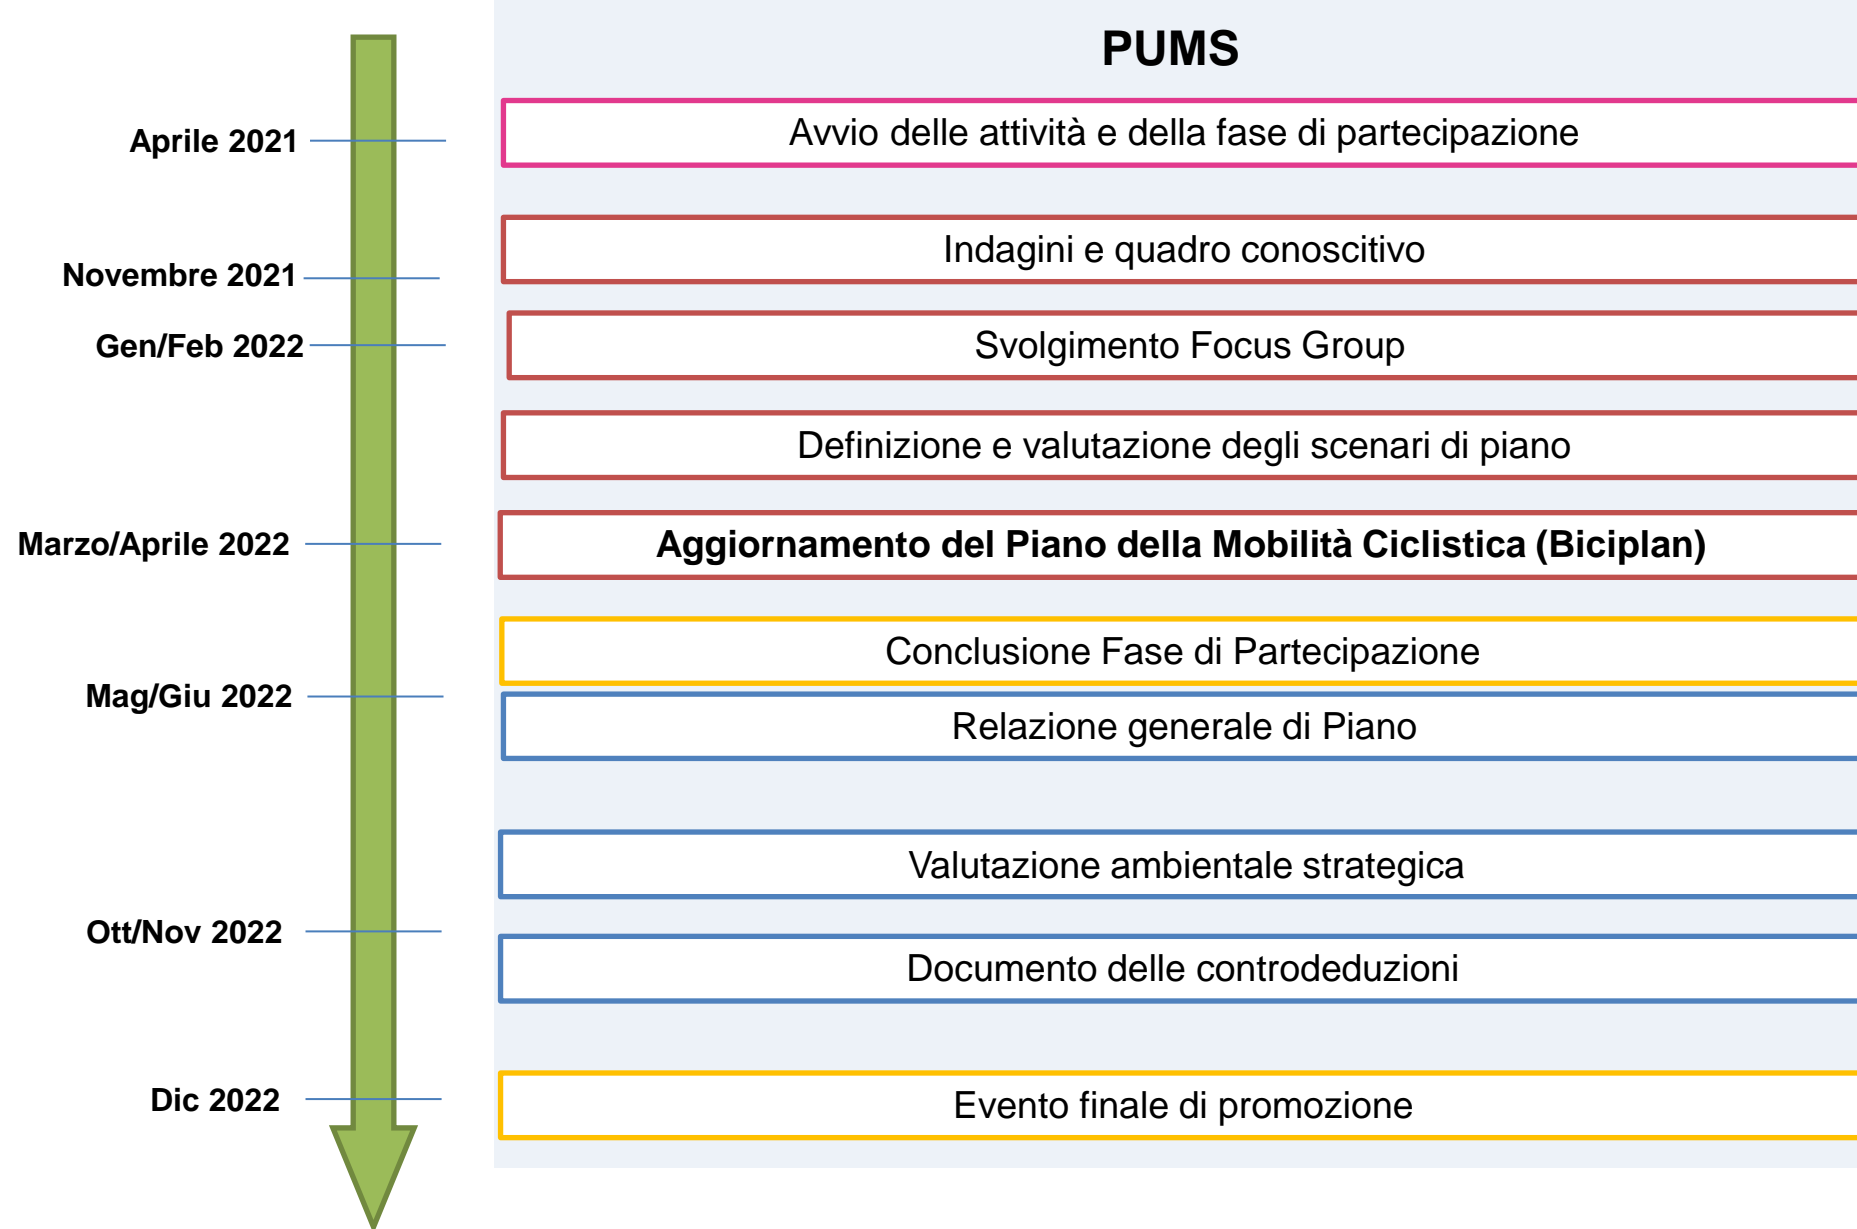 PUMS
Aprile 2021
Avvio delle attività e della fase di partecipazione
Indagini e quadro conoscitivo
Novembre 2021
Gen/Feb 2022
Svolgimento Focus Group
Definizione e valutazione degli scenari di piano
Marzo/Aprile 2022
Aggiornamento del Piano della Mobilità Ciclistica (Biciplan)
Conclusione Fase di Partecipazione
Mag/Giu 2022
Relazione generale di Piano
Valutazione ambientale strategica
Ott/Nov 2022
Documento delle controdeduzioni
Dic 2022
Evento finale di promozione